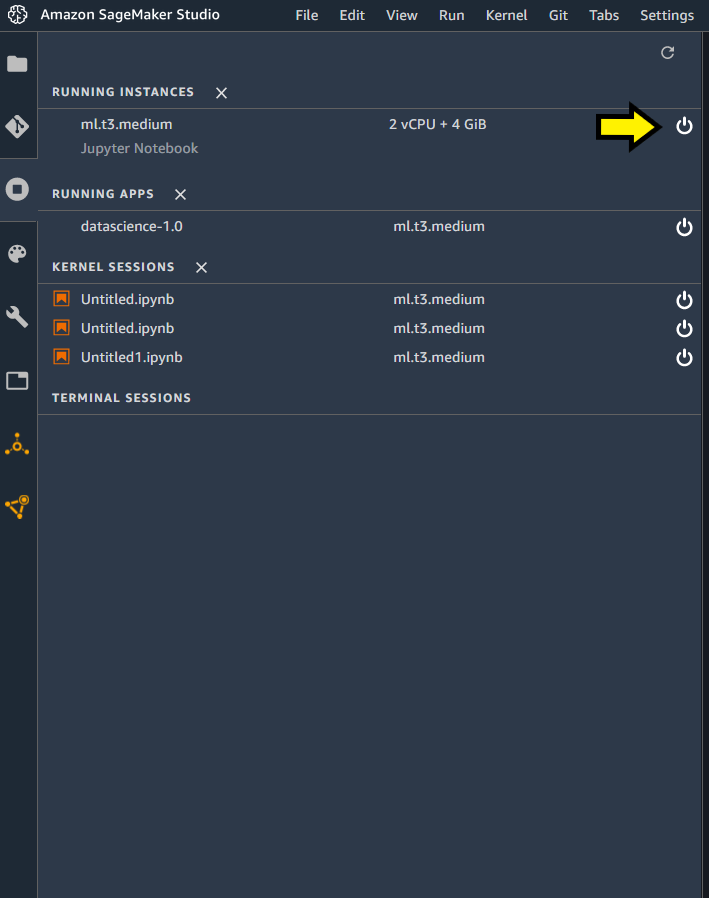 Amazon SageMaker Studio File Edit View Run Kernel Git Tabs Settings
RUNNING INSTANCES
ml.t3.medium 2 vCPU + 4 GiB
Jupyter Notebook
RUNNING APPS
datascience-1.0 ml.t3.medium
KERNEL SESSIONS
Untitled.ipynb ml.t3.medium
Untitled.ipynb ml.t3.medium
Untitled1.ipynb ml.t3.medium
TERMINAL SESSIONS